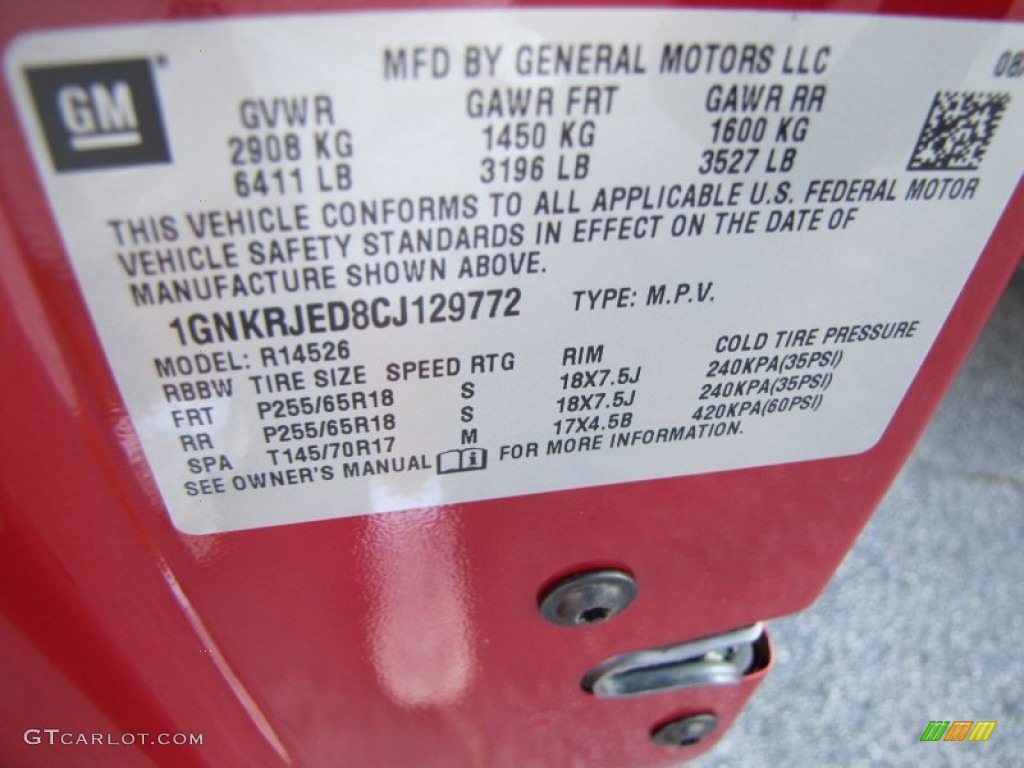 GM
MFD BY GENERAL MOTORS LLC
GVWR GAWR FRT GAWR RR
2908 KG 1450 KG 1600 KG
6411 LB 3196 LB 3527 LB
THIS VEHICLE CONFORMS TO ALL APPLICABLE U.S. FEDERAL MOTOR
VEHICLE SAFETY STANDARDS IN EFFECT ON THE DATE OF
MANUFACTURE SHOWN ABOVE.
1GNKRJED8CJ129772 TYPE: M.P.V.
MODEL: R14526
RBBW TIRE SIZE SPEED RTG RIM COLD TIRE PRESSURE
FRT P255/65R18 S 18X7.5J 240KPA(35PSI)
RR P255/65R18 S 18X7.5J 240KPA(35PSI)
SPA T145/70R17 M 17X4.5B 420KPA(60PSI)
SEE OWNER'S MANUAL FOR MORE INFORMATION.
GTCARLOT.COM